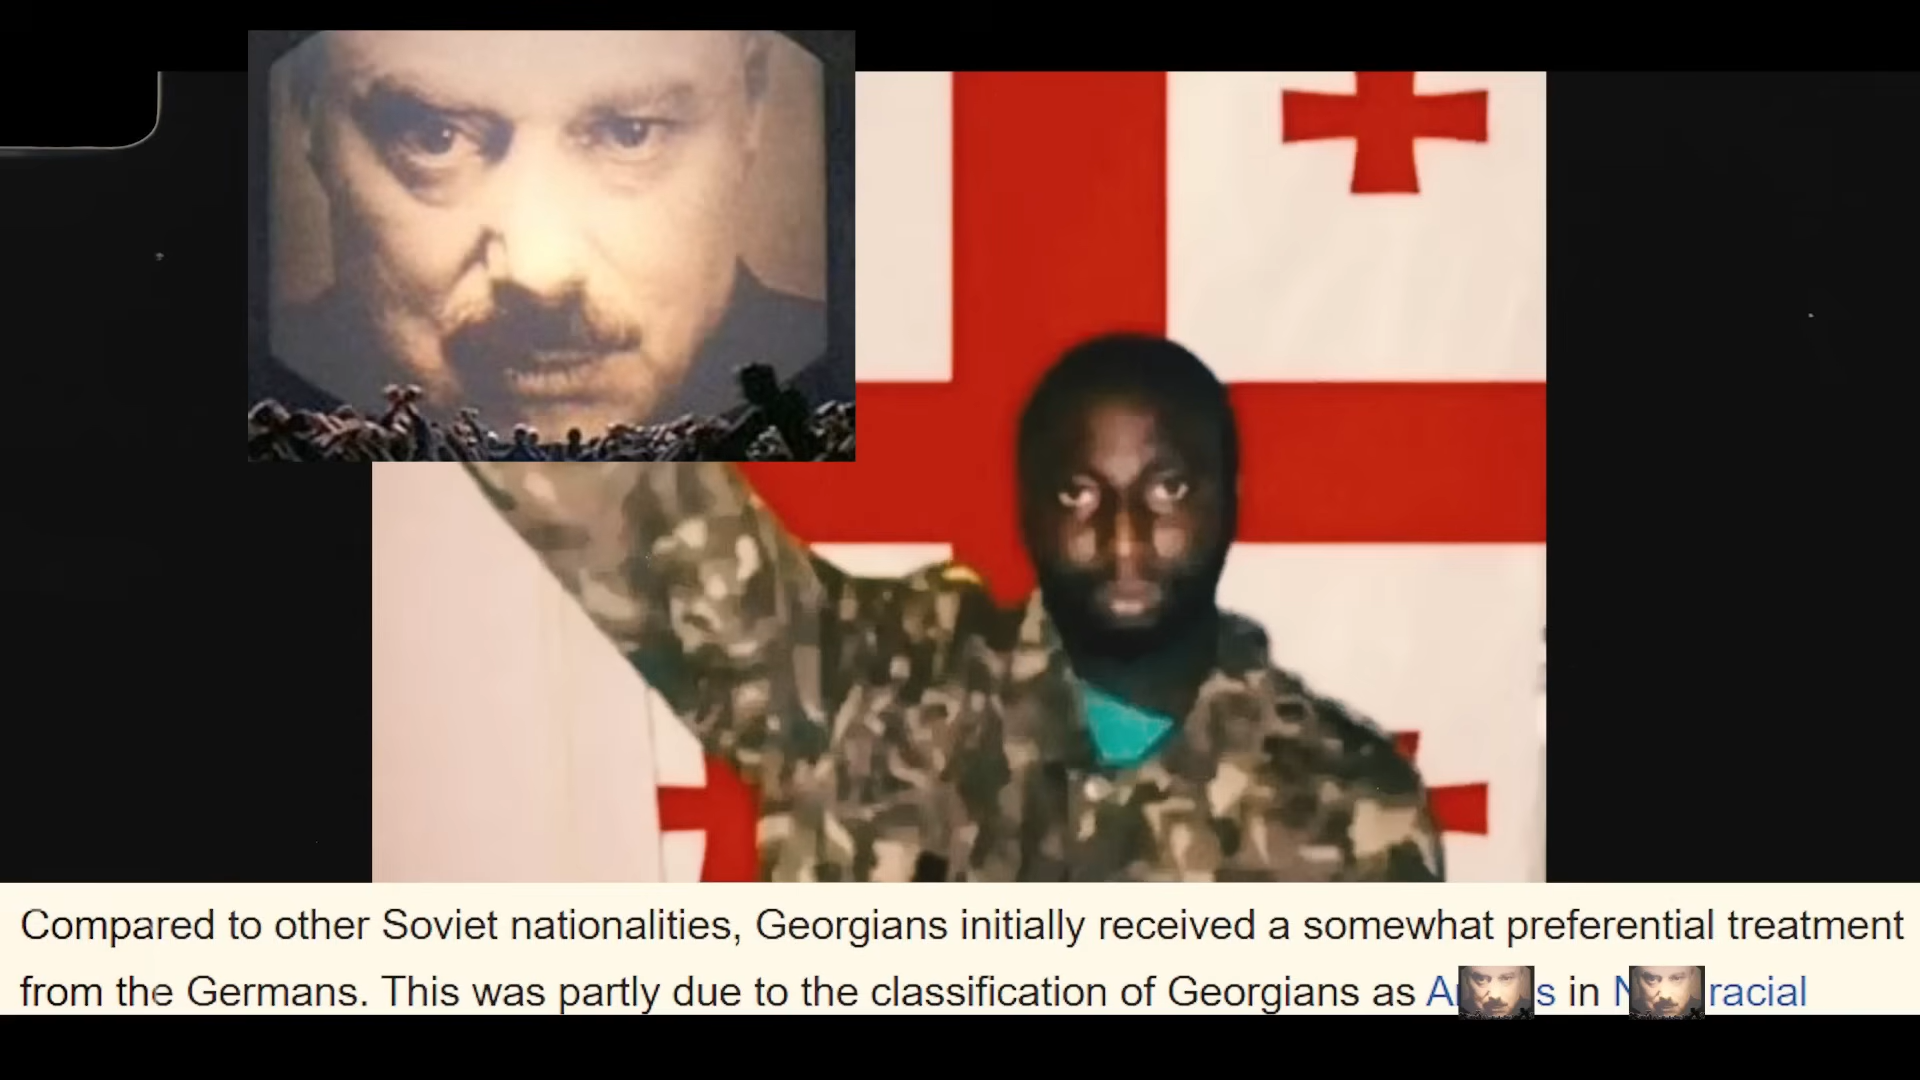 Compared to other Soviet nationalities, Georgians initially received a somewhat preferential treatment
from the Germans. This was partly due to the classification of Georgians as in racial